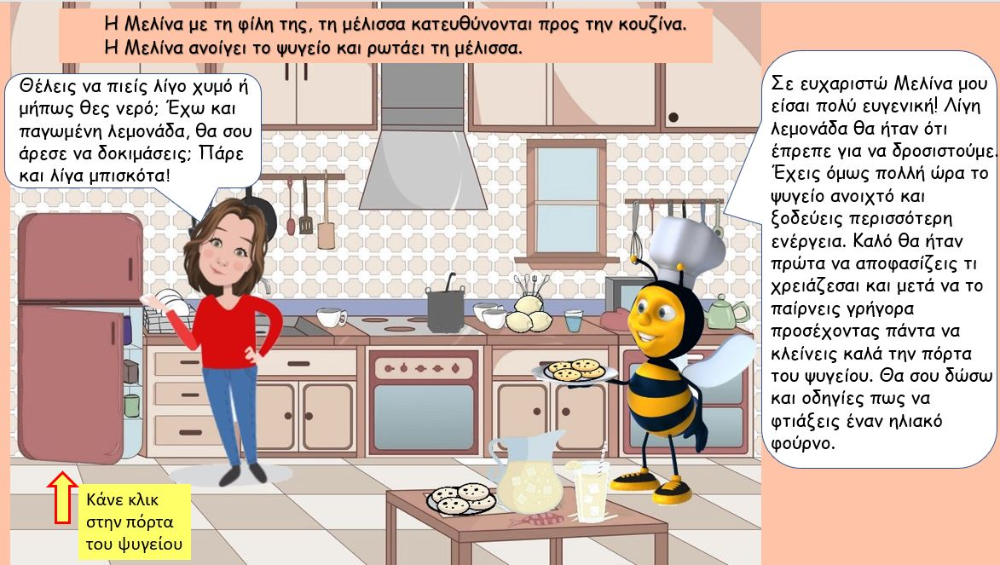 Η Μελίνα με τη φίλη της, τη μέλισσα κατευθύνονται προς την κουζίνα.
Η Μελίνα ανοίγει το ψυγείο και ρωτάει τη μέλισσα.
Θέλεις να πιείς λίγο χυμό ή
μήπως θες νερό; Έχω και
παγωμένη λεμονάδα, θα σου
άρεσε να δοκιμάσεις; Πάρε
και λίγα μπισκότα!
Σε ευχαριστώ Μελίνα μου
είσαι πολύ ευγενική! Λίγη
λεμονάδα θα ήταν ότι
έπρεπε για να δροσιστούμε.
Έχεις όμως πολλή ώρα το
ψυγείο ανοιχτό και
ξοδεύεις περισσότερη
ενέργεια. Καλό θα ήταν
πρώτα να αποφασίζεις τι
χρειάζεσαι και μετά να το
παίρνεις γρήγορα
προσέχοντας πάντα να
κλείνεις καλά την πόρτα
του ψυγείου. Θα σου δώσω
και οδηγίες πως να
φτιάξεις έναν ηλιακό
φούρνο.
Κάνε κλικ
στην πόρτα
του ψυγείου